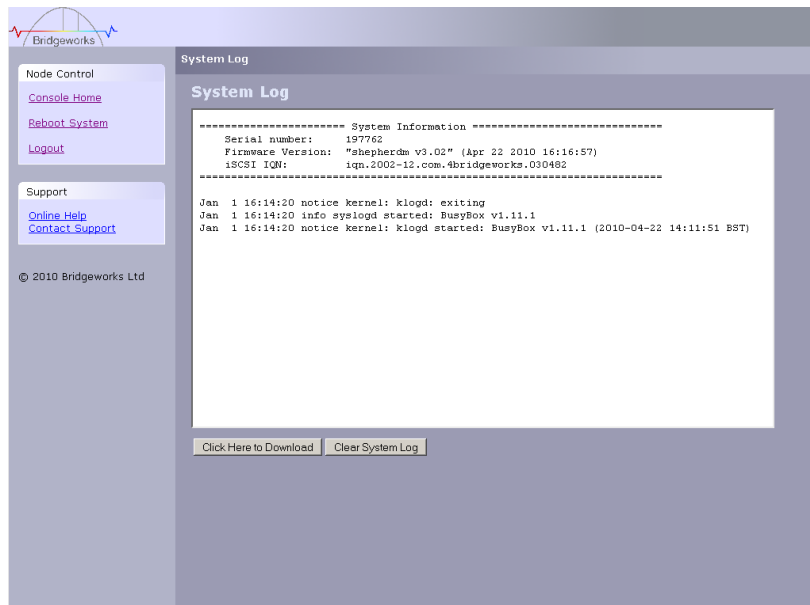 Bridgeworks
System Log
Node Control
Console Home
Reboot System
Logout
Support
Online Help
Contact Support
© 2010 Bridgeworks Ltd
System Log
======================= System Information ==============================
Serial number: 197762
Firmware Version: "shepherdm v3.02" (Apr 22 2010 16:16:57)
iSCSI IQN: iqn.2002-12.com.4bridgeworks.030482
=========================================================================
Jan 1 16:14:20 notice kernel: klogd: exiting
Jan 1 16:14:20 info syslogd started: BusyBox v1.11.1
Jan 1 16:14:20 notice kernel: klogd started: BusyBox v1.11.1 (2010-04-22 14:11:51 BST)
Click Here to Download
Clear System Log